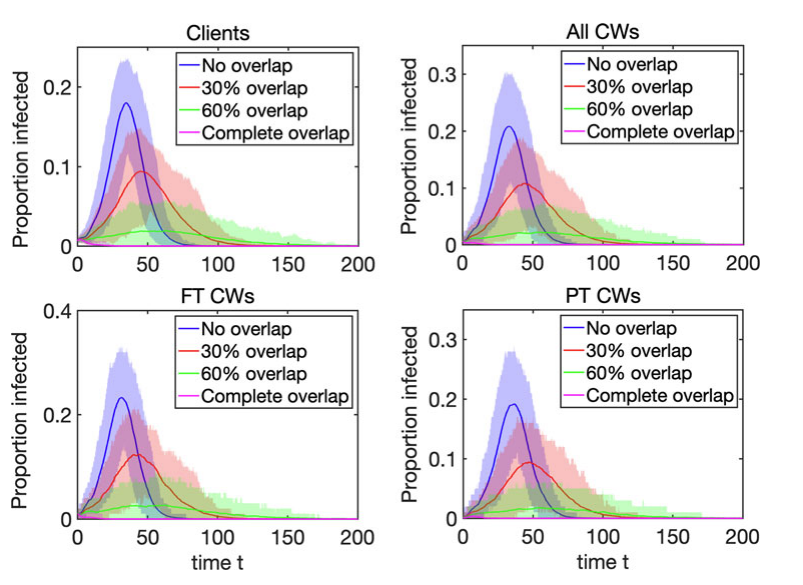 Clients
Proportion infected
0.2
0.1
0
No overlap
30% overlap
60% overlap
Complete overlap
0 50 100 150 200
All CWs
Proportion infected
0.3
0.2
0.1
0
No overlap
30% overlap
60% overlap
Complete overlap
0 50 100 150 200
FT CWs
Proportion infected
0.4
0.2
0
No overlap
30% overlap
60% overlap
Complete overlap
0 50 100 150 200
time t
PT CWs
Proportion infected
0.3
0.2
0.1
0
No overlap
30% overlap
60% overlap
Complete overlap
0 50 100 150 200
time t